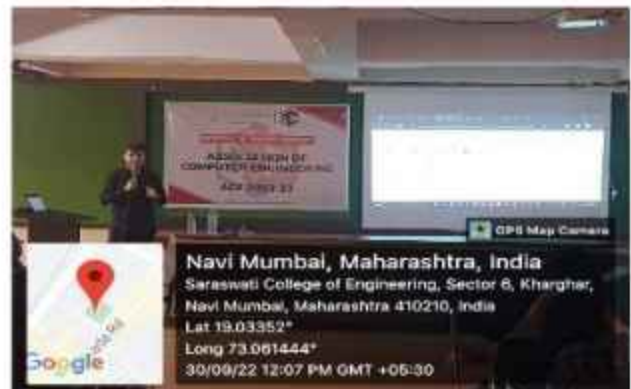 ASSOCIATION OF
COMPUTER ENGINEERING
GPS Map Camera
Navi Mumbai, Maharashtra, India
Saraswati College of Engineering, Sector 6, Kharghar,
Navi Mumbai, Maharashtra 410210, India
Lat 19.03352°
Long 73.061444°
30/09/22 12:07 PM GMT +05:30
Google